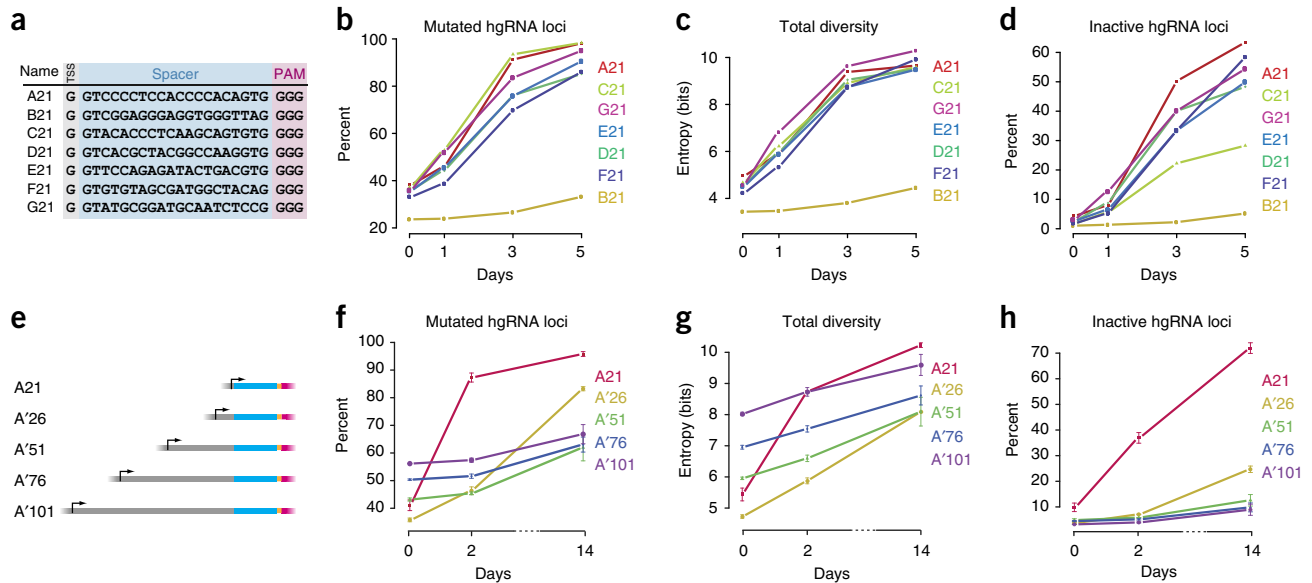 a
Name TSS Spacer PAM
A21 G GTCCCCTCCACCCCACAGTG GGG
B21 G GTCGGAGGGAGGTGGGTTAG GGG
C21 G GTACACCCTCAAGCAGTGTG GGG
D21 G GTCACGCTACGGCCAAGGTG GGG
E21 G GTTCCAGAGATACTGACGTG GGG
F21 G GTGTGTAGCGATGGCTACAG GGG
G21 G GTATGCGGATGCAATCTCCG GGG
b
Mutated hgRNA loci
Percent
100
80
60
40
20
0 1 3 5
Days
A21
C21
G21
E21
D21
F21
B21
c
Total diversity
Entropy (bits)
10
8
6
4
0 1 3 5
Days
A21
C21
G21
E21
D21
F21
B21
d
Inactive hgRNA loci
Percent
60
50
40
30
20
10
0
0 1 3 5
Days
A21
C21
G21
E21
D21
F21
B21
e
A21
A′26
A′51
A′76
A′101
f
Mutated hgRNA loci
Percent
100
90
80
70
60
50
40
0 2 14
Days
A21
A′26
A′51
A′76
A′101
g
Total diversity
Entropy (bits)
10
9
8
7
6
5
0 2 14
Days
A21
A′26
A′51
A′76
A′101
h
Inactive hgRNA loci
Percent
70
60
50
40
30
20
10
0 2 14
Days
A21
A′26
A′51
A′76
A′101